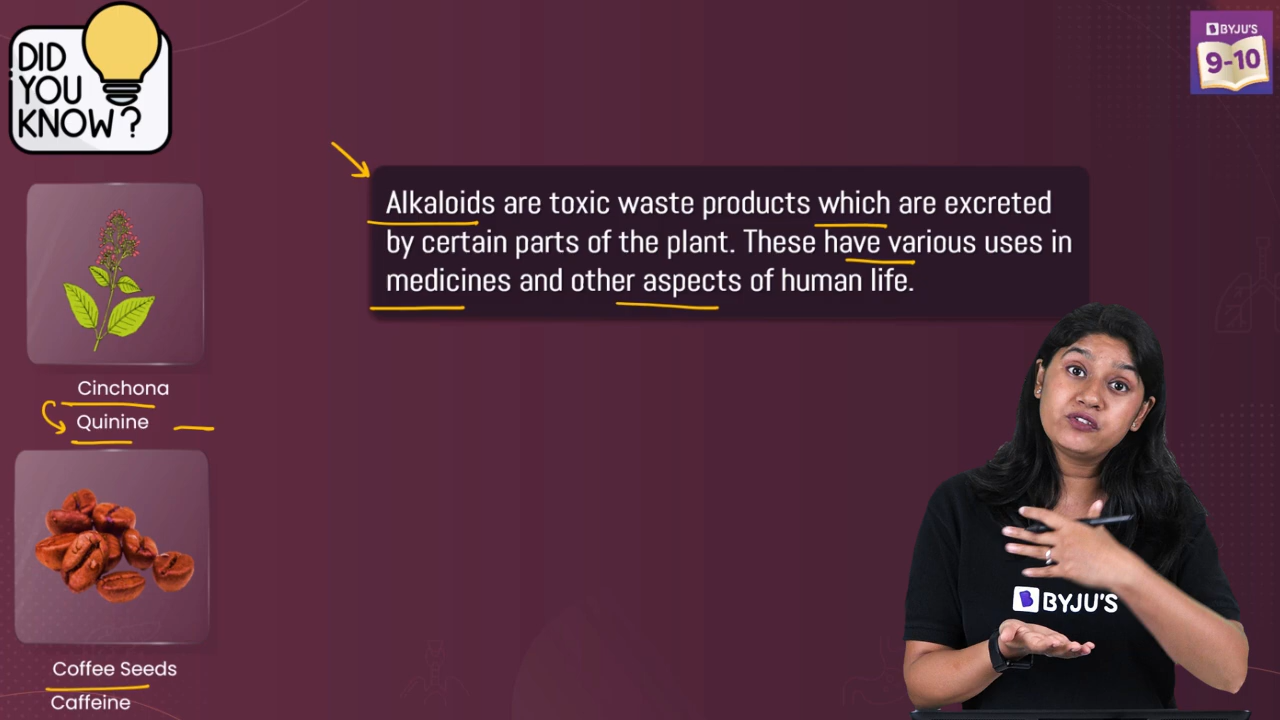 DID
YOU
KNOW?
BYJU'S
9-10
Alkaloids are toxic waste products which are excreted
by certain parts of the plant. These have various uses in
medicines and other aspects of human life.
Cinchona
Quinine
Coffee Seeds
Caffeine
BYJU'S